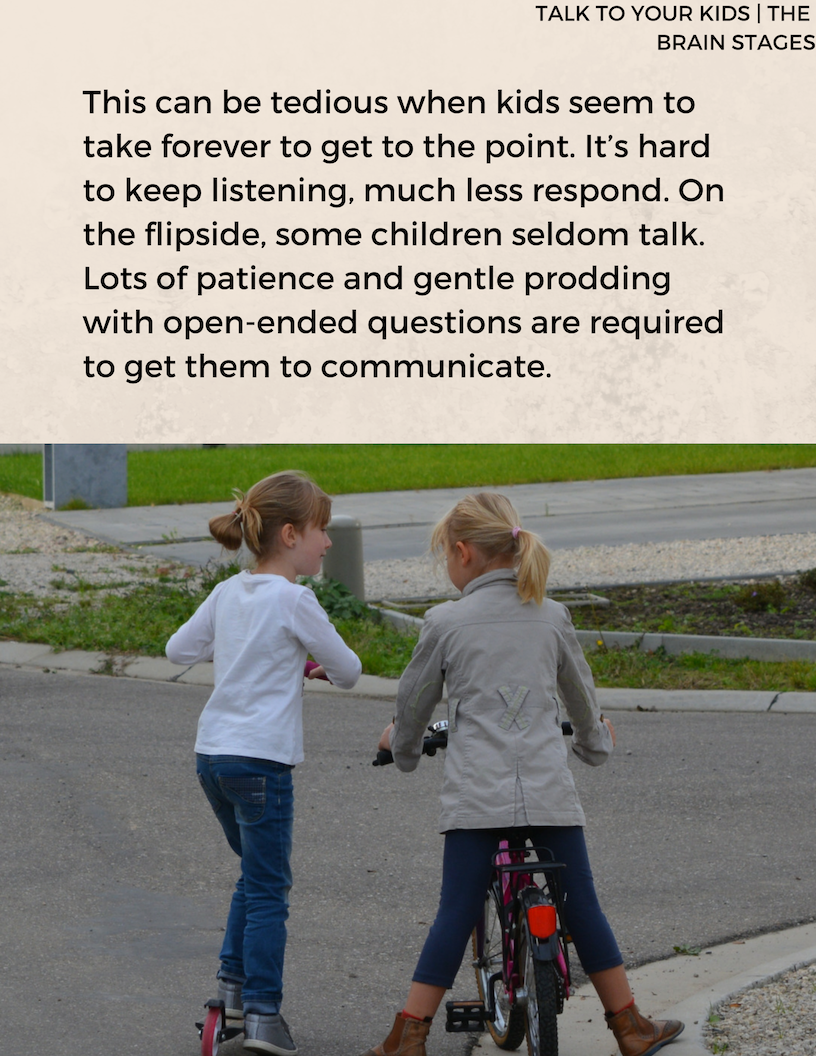 TALK TO YOUR KIDS | THE
BRAIN STAGES
This can be tedious when kids seem to
take forever to get to the point. It’s hard
to keep listening, much less respond. On
the flipside, some children seldom talk.
Lots of patience and gentle prodding
with open-ended questions are required
to get them to communicate.